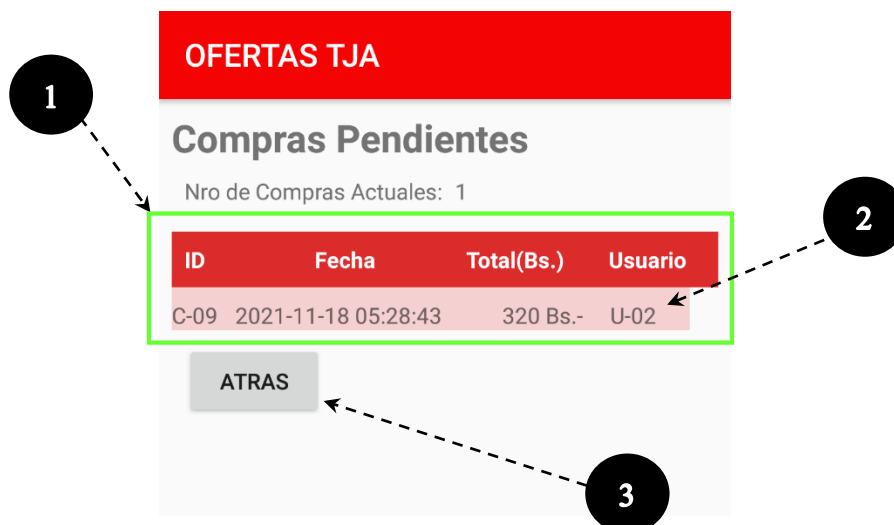 OFERTAS TJA
1
Compras Pendientes
Nro de Compras Actuales: 1
2
ID Fecha Total(Bs.) Usuario
C-09 2021-11-18 05:28:43 320 Bs.- U-02
ATRAS
3